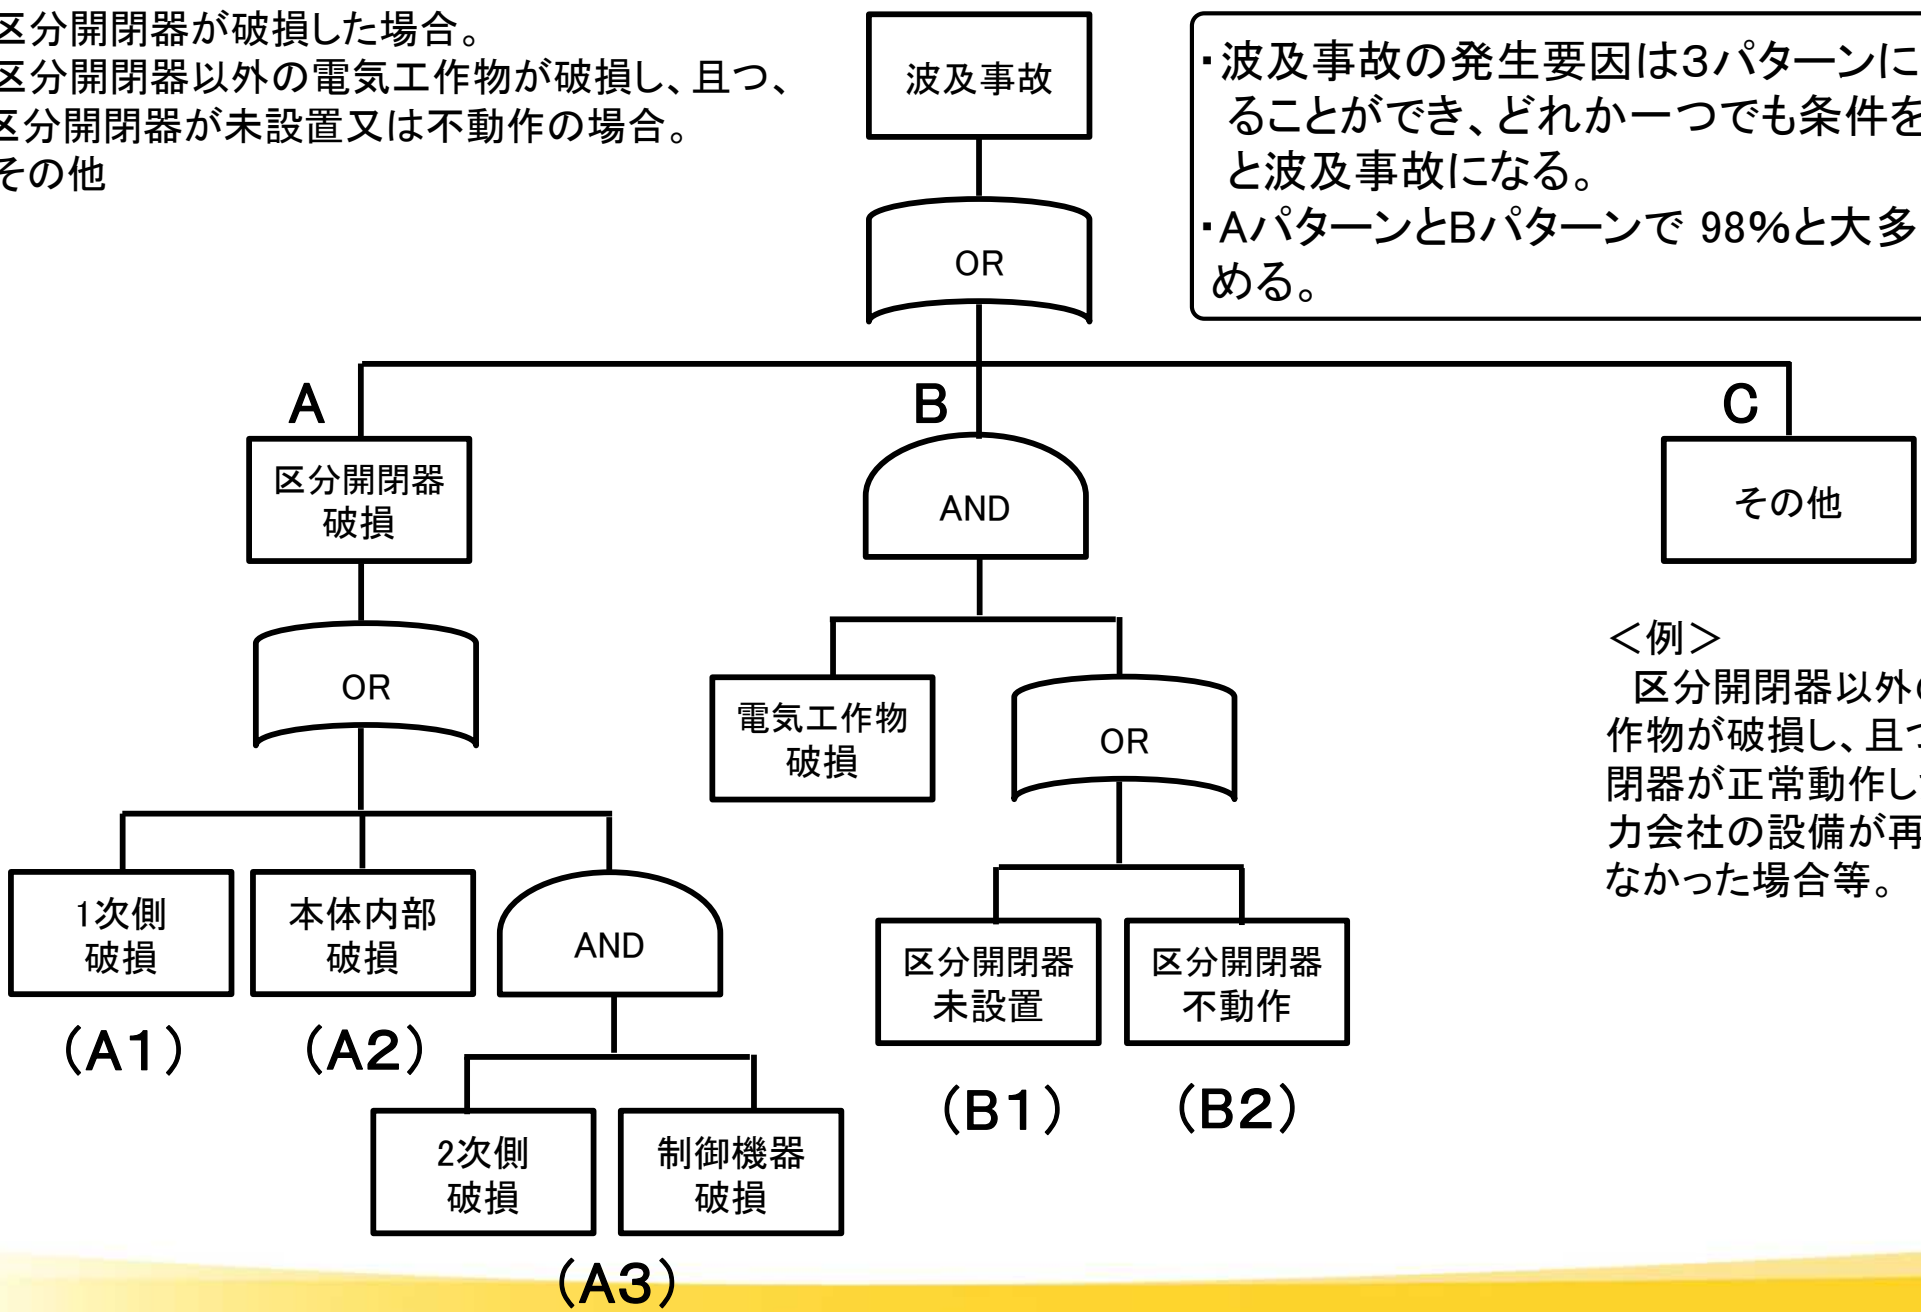 区分開閉器が破損した場合。
区分開閉器以外の電気工作物が破損し、且つ、
区分開閉器が未設置又は不動作の場合。
その他
波及事故
・波及事故の発生要因は3パターンに
ることができ、どれか一つでも条件を
と波及事故になる。
・AパターンとBパターンで 98%と大多
める。
OR
A
B
C
区分開閉器
破損
AND
その他
OR
電気工作物
破損
OR
＜例＞
区分開閉器以外の
作物が破損し、且つ
閉器が正常動作し
力会社の設備が再
なかった場合等。
1次側
破損
本体内部
破損
AND
区分開閉器
未設置
区分開閉器
不動作
（A1）
（A2）
（B1）
（B2）
2次側
破損
制御機器
破損
（A3）